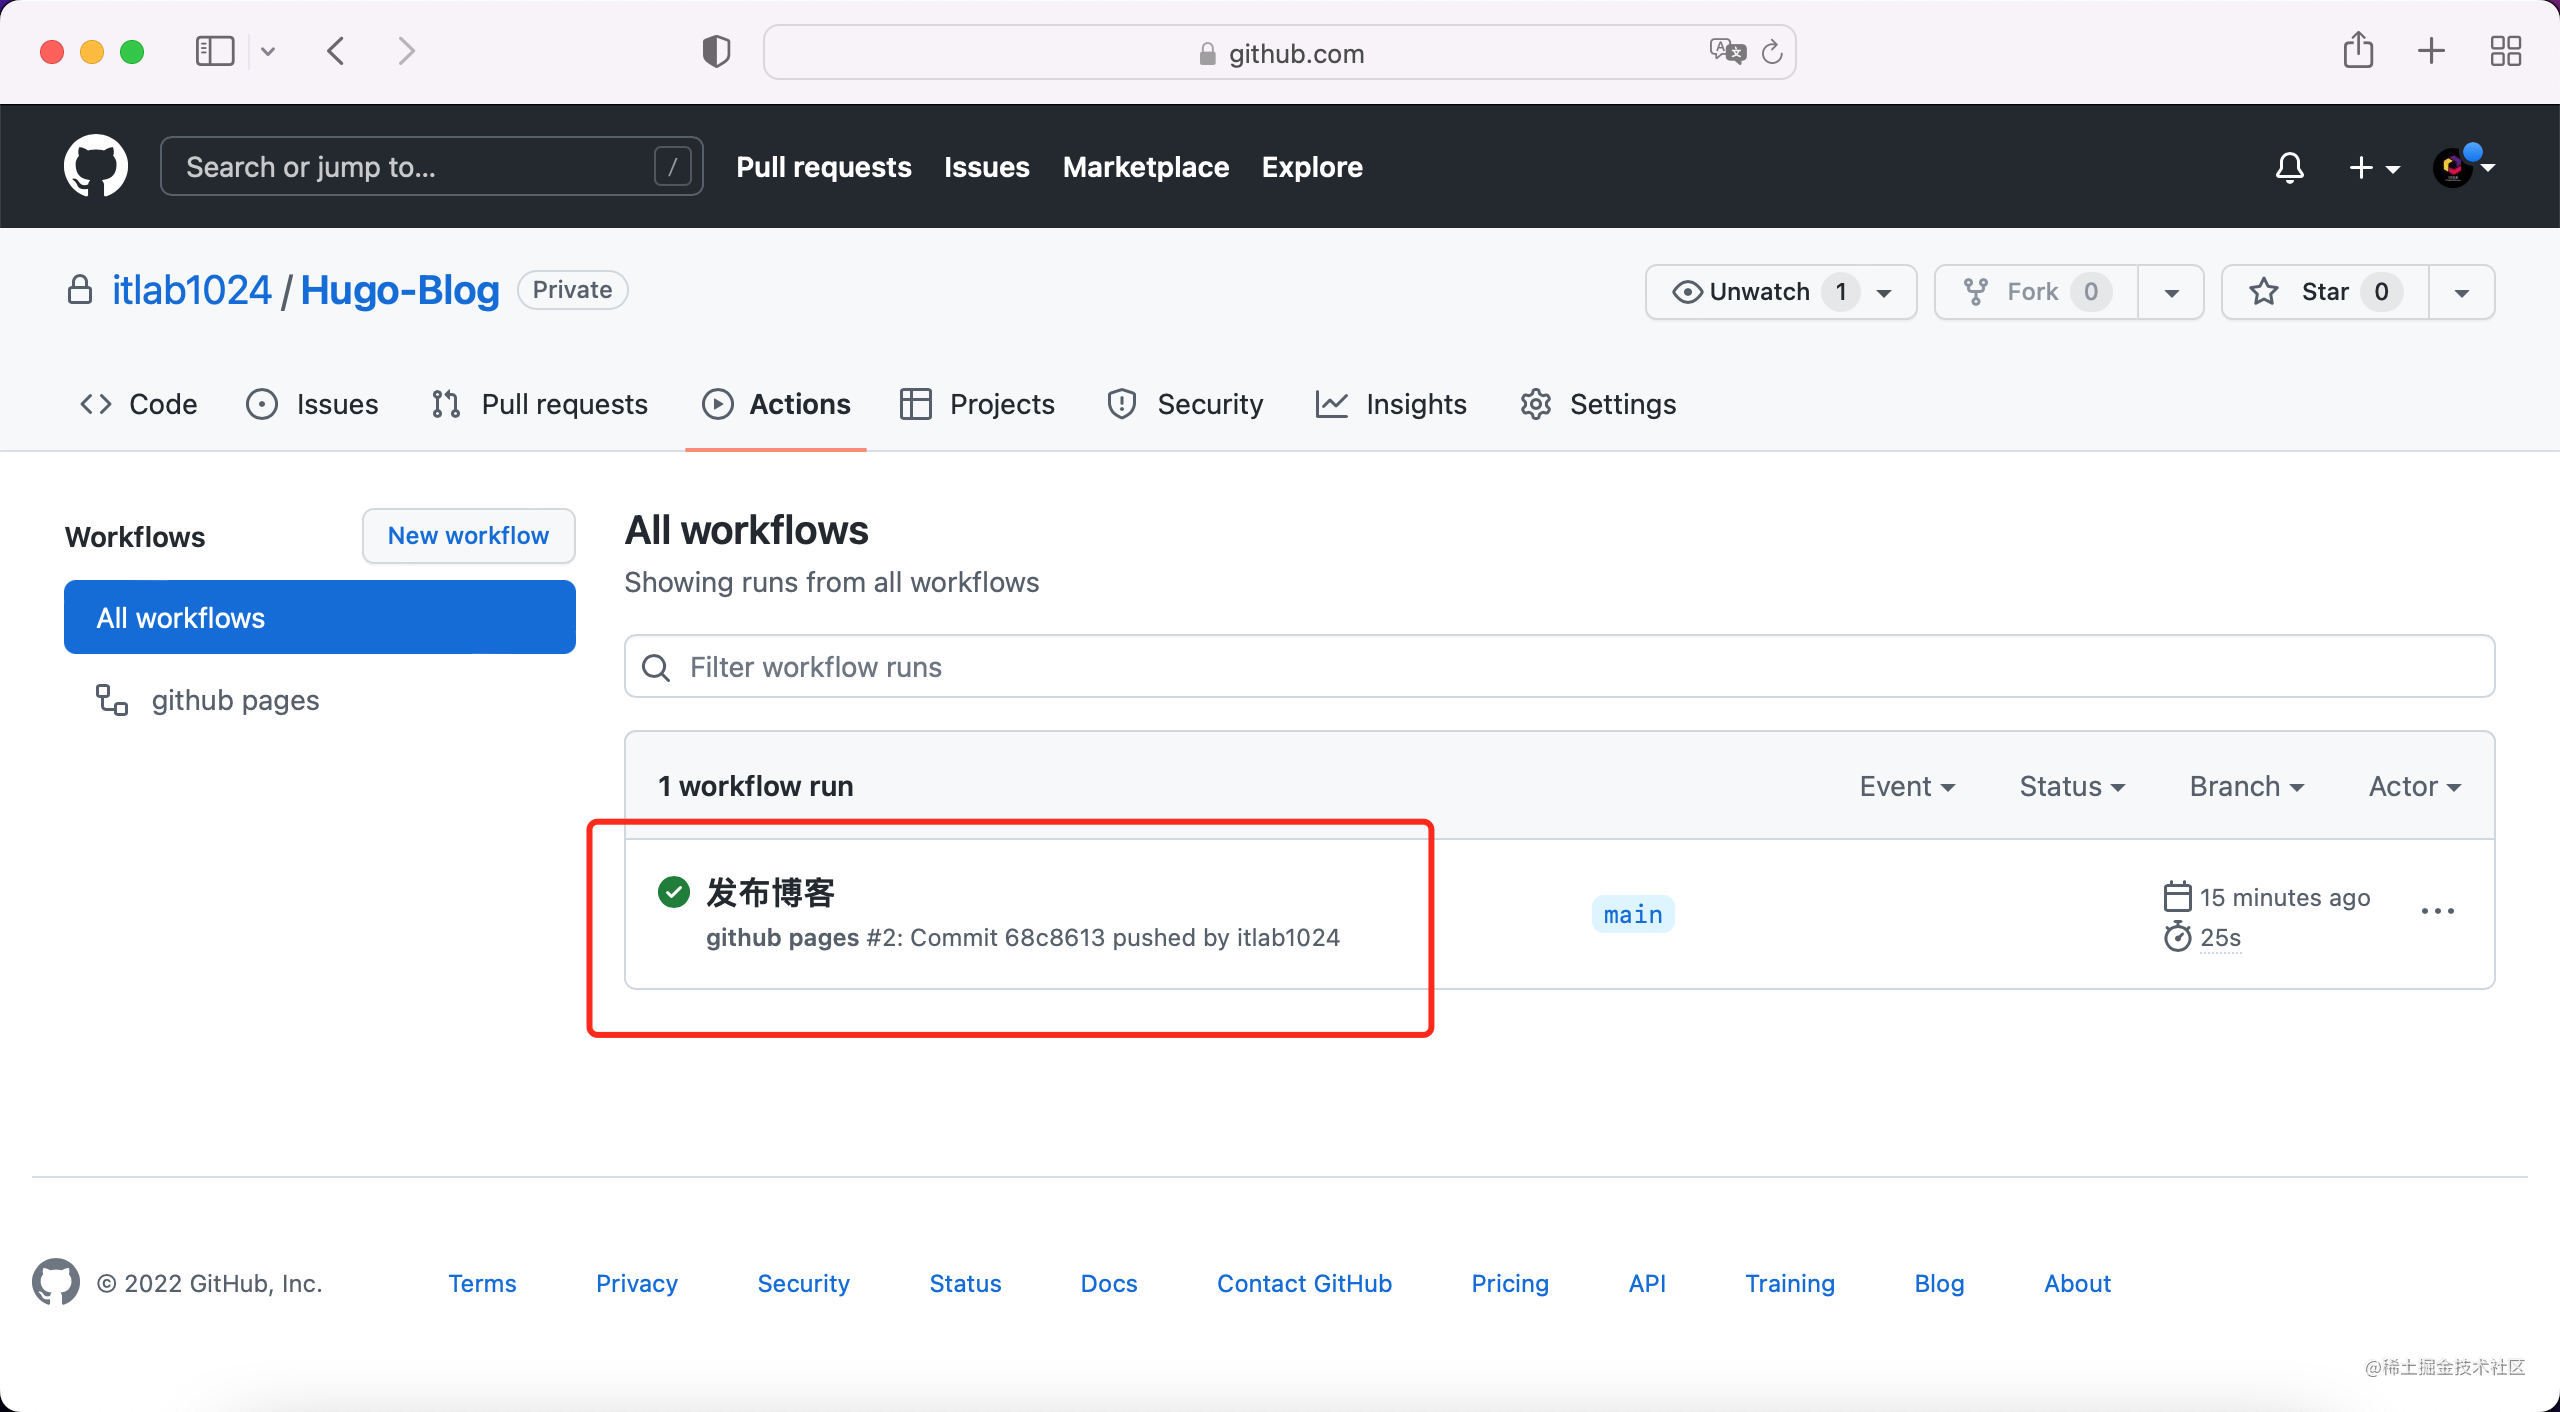 github.com
Search or jump to... /
Pull requests Issues Marketplace Explore
itlab1024 / Hugo-Blog Private
Unwatch 1 Fork 0 Star 0
Code Issues Pull requests Actions Projects Security Insights Settings
Workflows
New workflow
All workflows
github pages
All workflows
Showing runs from all workflows
Filter workflow runs
1 workflow run
Event Status Branch Actor
发布博客
github pages #2: Commit 68c8613 pushed by itlab1024
main
15 minutes ago
25s
© 2022 GitHub, Inc. Terms Privacy Security Status Docs Contact GitHub Pricing API Training Blog About
@稀土掘金技术社区